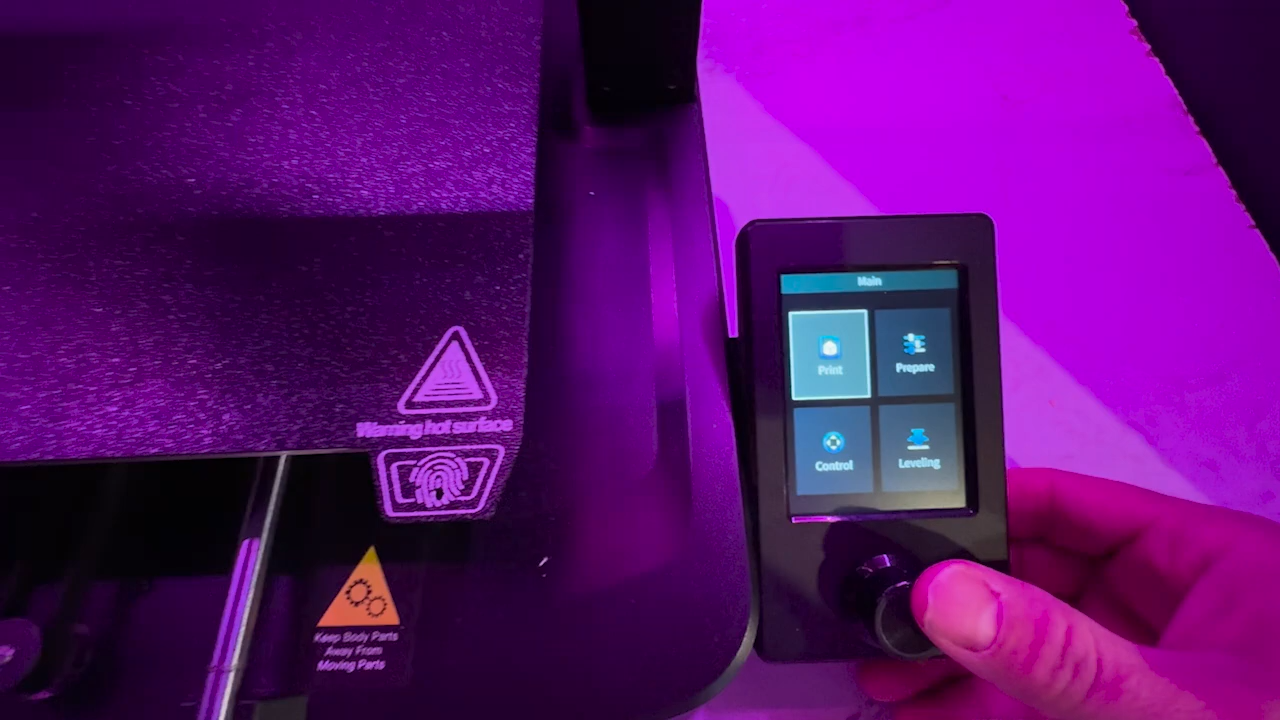 Main
Print
Prepare
Control
Leveling
Warning hot surface
Keep Body Parts
Away From
Moving Parts